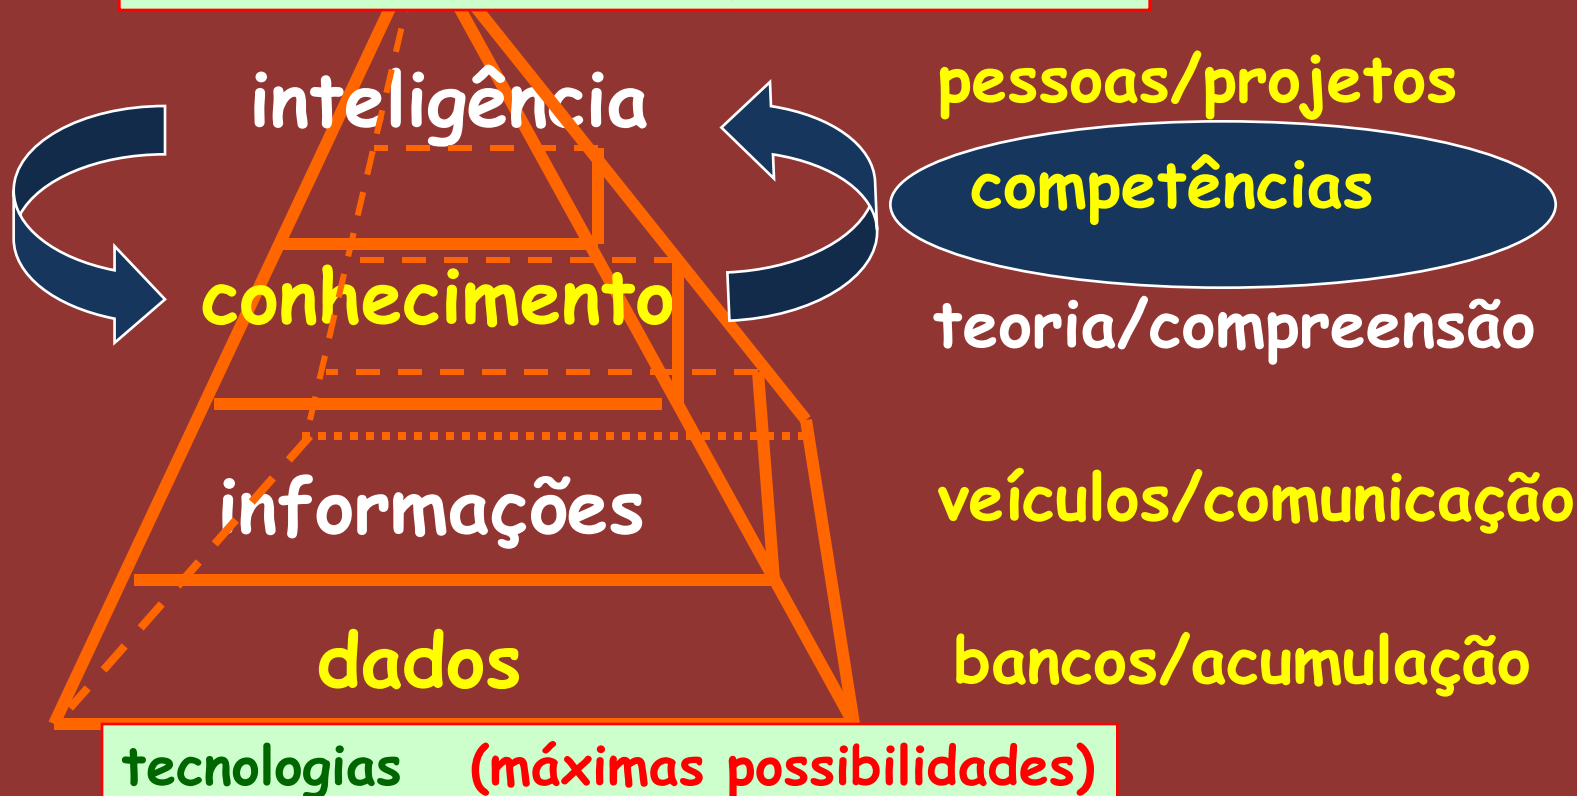 inteligência
pessoas/projetos
competências
conhecimento
teoria/compreensão
informações
veículos/comunicação
dados
bancos/acumulação
tecnologias (máximas possibilidades)